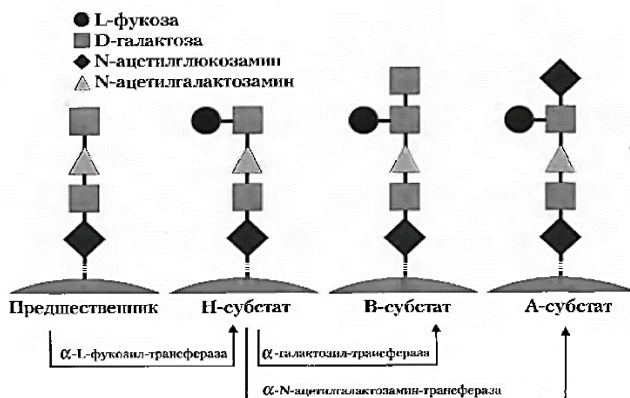 L-фукоза
D-галактоза
N-ацетилглюкозамин
N-ацетилгалактозамин
Предшественник
H-субстат
B-субстат
A-субстат
α-L-фукозил-трансфераза
α-галактозил-трансфераза
α-N-ацетилгалактозамин-трансфераза